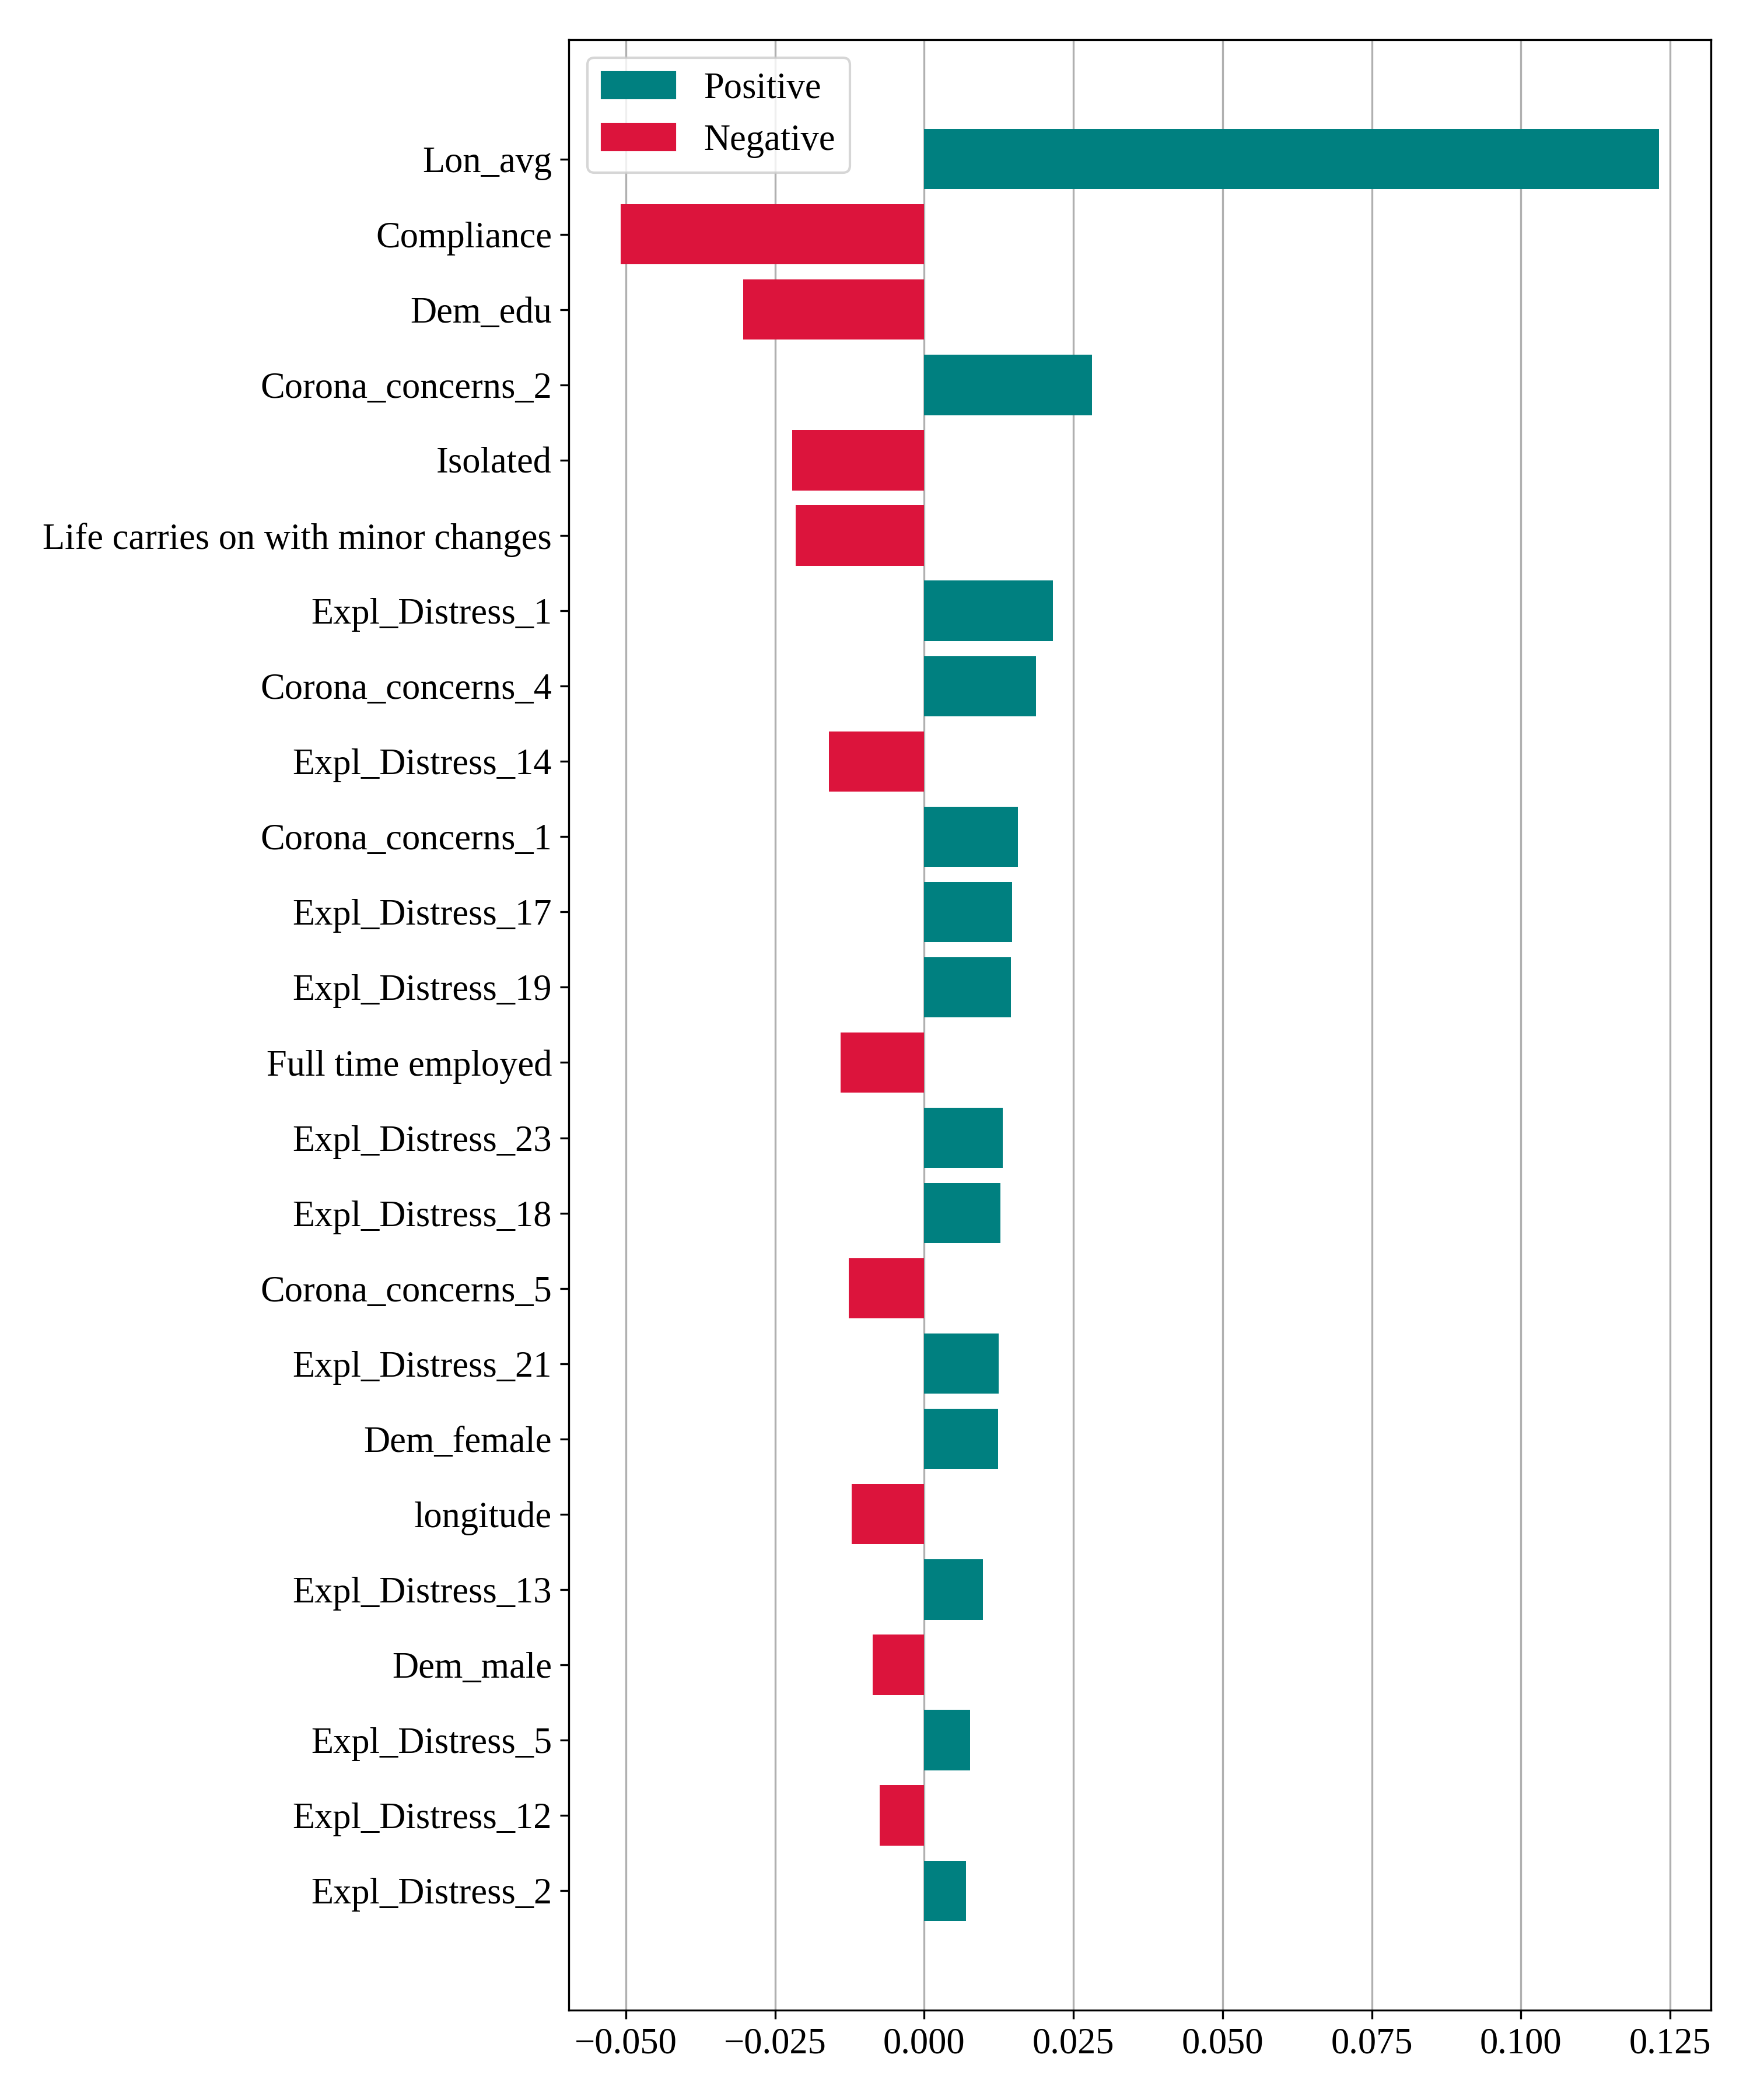 Positive
Negative
Lon_avg
Compliance
Dem_edu
Corona_concerns_2
Isolated
Life carries on with minor changes
Expl_Distress_1
Corona_concerns_4
Expl_Distress_14
Corona_concerns_1
Expl_Distress_17
Expl_Distress_19
Full time employed
Expl_Distress_23
Expl_Distress_18
Corona_concerns_5
Expl_Distress_21
Dem_female
longitude
Expl_Distress_13
Dem_male
Expl_Distress_5
Expl_Distress_12
Expl_Distress_2
−0.050 −0.025 0.000 0.025 0.050 0.075 0.100 0.125